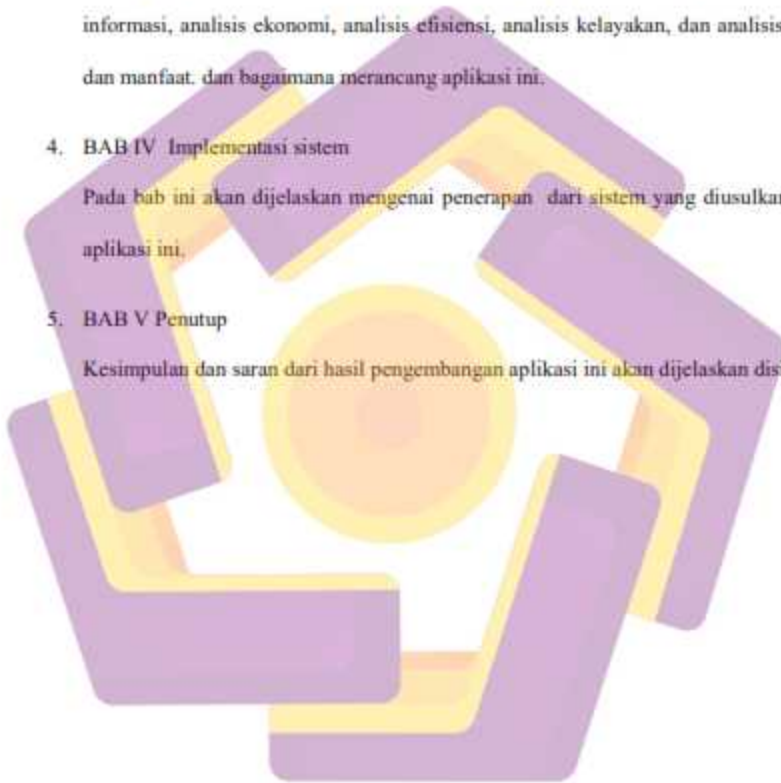 informasi, analisis ekonomi, analisis efisiensi, analisis kelayakan, dan analisis
dan manfaat. dan bagaimana merancang aplikasi ini.
4. BAB IV Implementasi sistem
Pada bab ini akan dijelaskan mengenai penerapan dari sistem yang diusulkan
aplikasi ini.
5. BAB V Penutup
Kesimpulan dan saran dari hasil pengembangan aplikasi ini akan dijelaskan